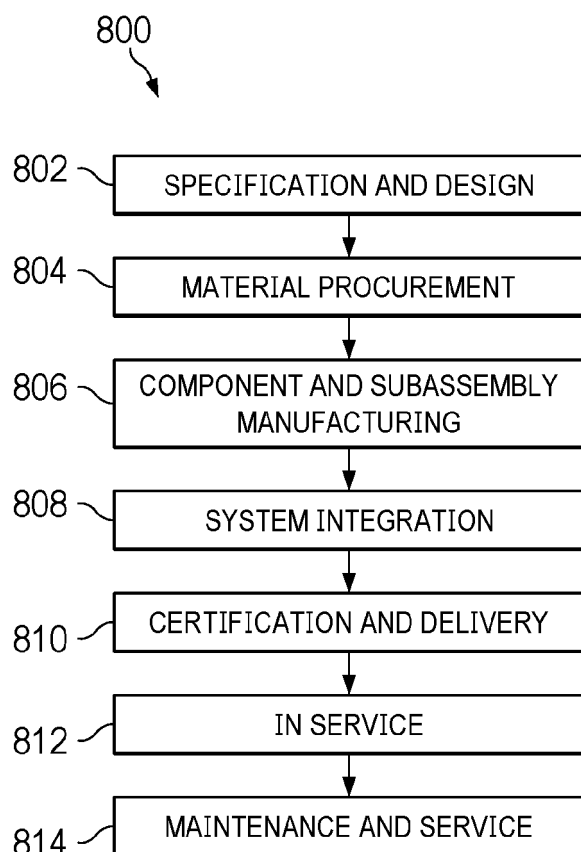 800
802
SPECIFICATION AND DESIGN
804
MATERIAL PROCUREMENT
806
COMPONENT AND SUBASSEMBLY
MANUFACTURING
808
SYSTEM INTEGRATION
810
CERTIFICATION AND DELIVERY
812
IN SERVICE
814
MAINTENANCE AND SERVICE